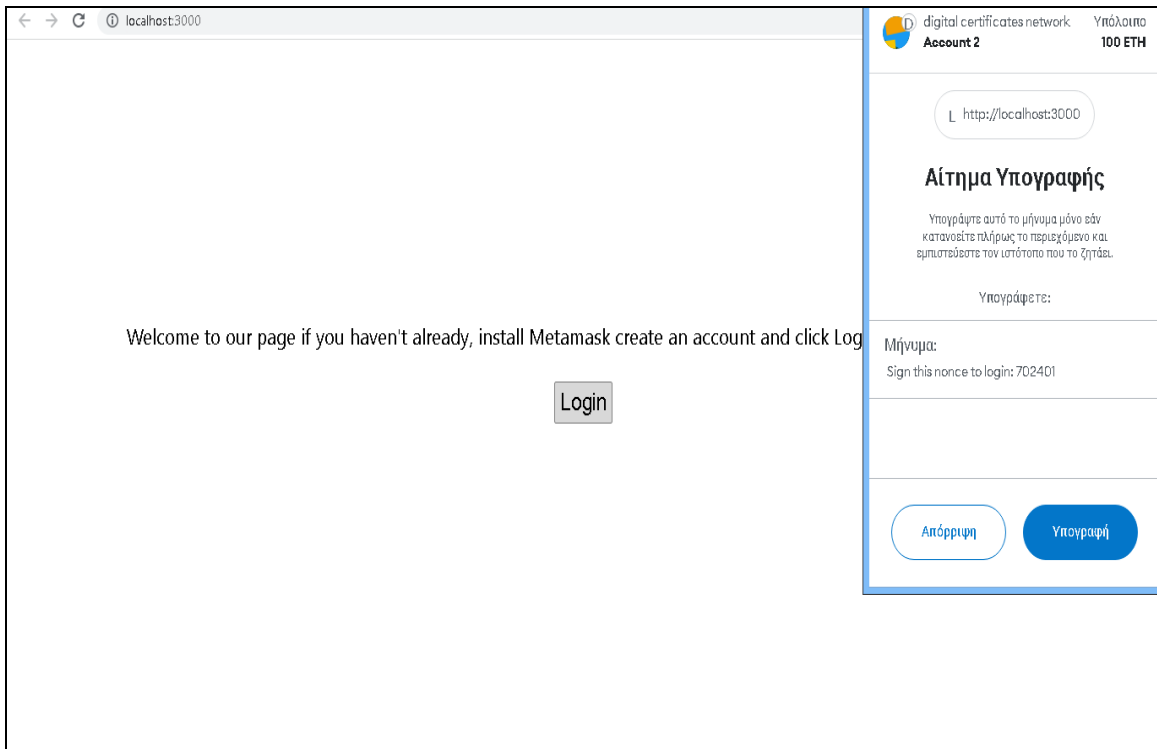 localhost:3000
digital certificates network Υπόλοιπο
Account 2 100 ETH
D
L http://localhost:3000
Αίτημα Υπογραφής
Υπογράψτε αυτό το μήνυμα μόνο εάν
κατανοείτε πλήρως το περιεχόμενο και
εμπιστεύεστε τον ιστότοπο που το ζητάει.
Υπογράφετε:
Welcome to our page if you haven't already, install Metamask create an account and click Log
Login
Μήνυμα:
Sign this nonce to login: 702401
Απόρριψη Υπογραφή